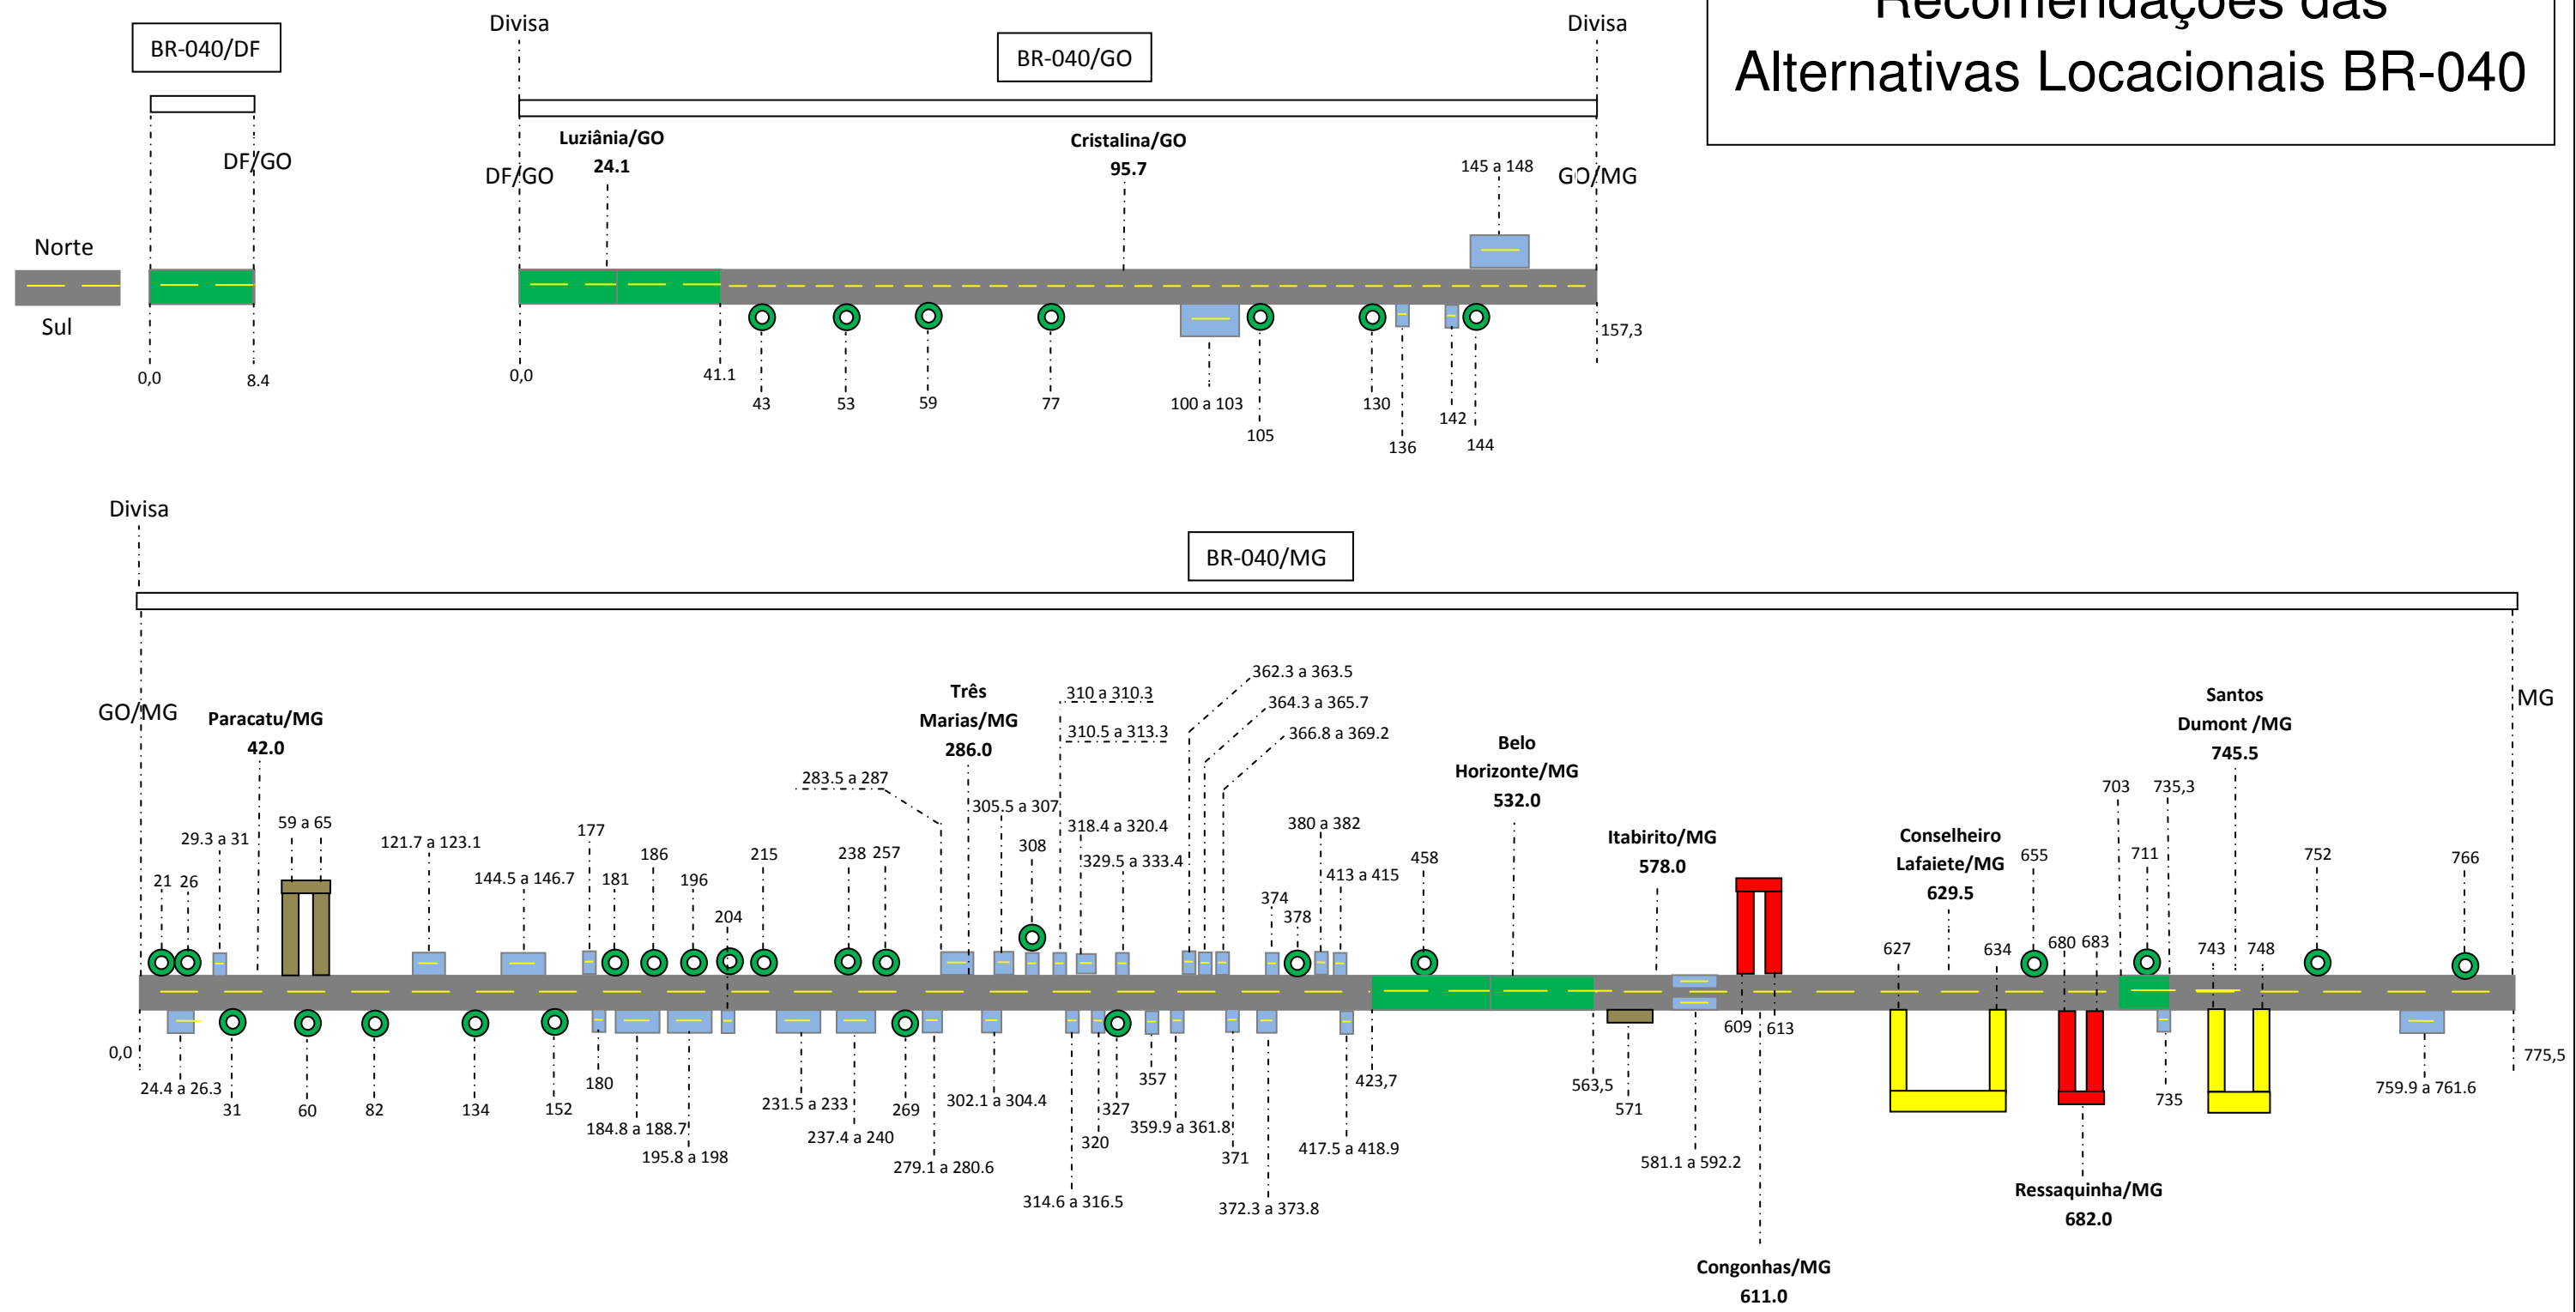 Recomendações das
Alternativas Locacionais BR-040
Divisa
Divisa
BR-040/DF
BR-040/GO
Luziânia/GO
24.1
Cristalina/GO
95.7
DF/GO
DF/GO
145 a 148
GO/MG
Norte
Sul
0,0
8.4
0,0
41.1
157,3
43
53
59
77
100 a 103
105
130
136
142
144
Divisa
BR-040/MG
GO/MG
Paracatu/MG
42.0
Três
Marias/MG
286.0
310 a 310.3
310.5 a 313.3
362.3 a 363.5
364.3 a 365.7
366.8 a 369.2
Belo
Horizonte/MG
532.0
Santos
Dumont /MG
745.5
MG
283.5 a 287
305.5 a 307
308
318.4 a 320.4
329.5 a 333.4
380 a 382
413 a 415
374
378
458
Itabirito/MG
578.0
Conselheiro
Lafaiete/MG
629.5
703
735,3
655
711
752
766
21
26
29.3 a 31
59 a 65
121.7 a 123.1
144.5 a 146.7
177
181
186
196
204
215
238
257
627
634
680
683
743
748
0,0
24.4 a 26.3
31
60
82
134
152
180
184.8 a 188.7
195.8 a 198
231.5 a 233
237.4 a 240
269
279.1 a 280.6
302.1 a 304.4
314.6 a 316.5
320
327
357
359.9 a 361.8
371
372.3 a 373.8
417.5 a 418.9
423,7
563,5
571
581.1 a 592.2
609
613
735
759.9 a 761.6
775,5
Ressaquinha/MG
682.0
Congonhas/MG
611.0